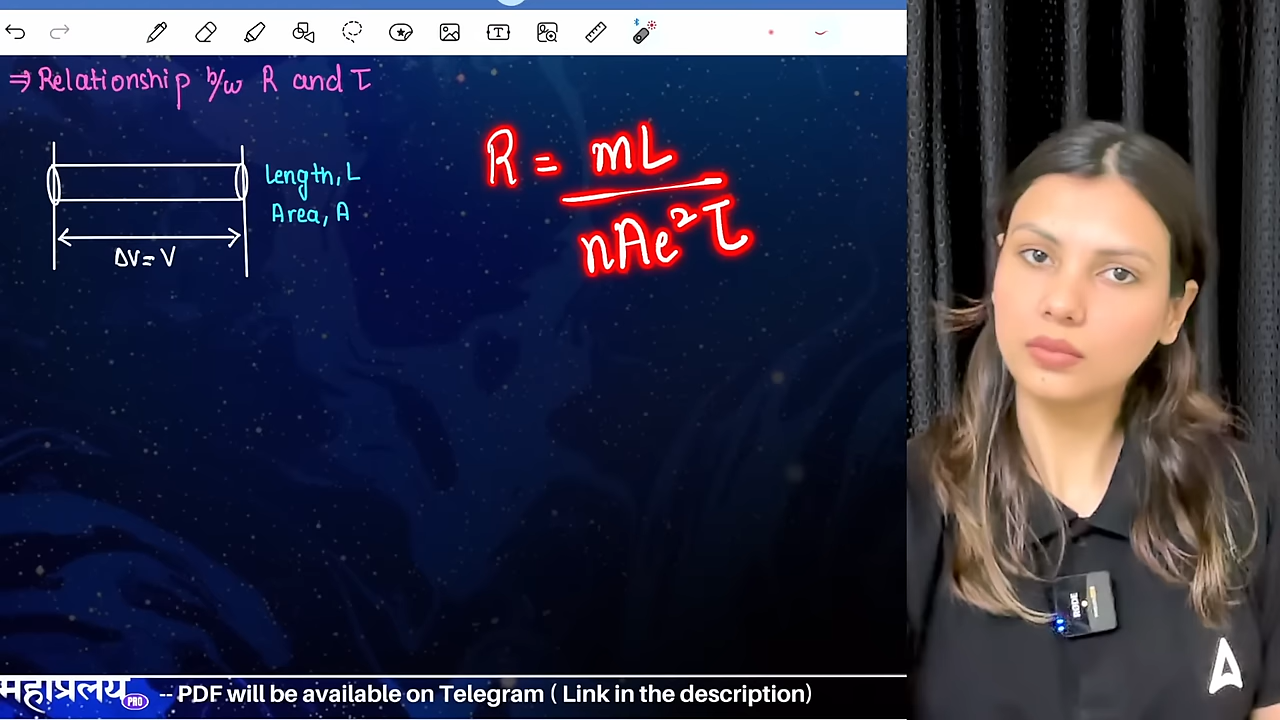 ⇒ Relationship b/w R and τ
Length, L
Area, A
ΔV = V
R = mL
nAe²τ
RODE
महाप्रलय PRO -- PDF will be available on Telegram ( Link in the description)